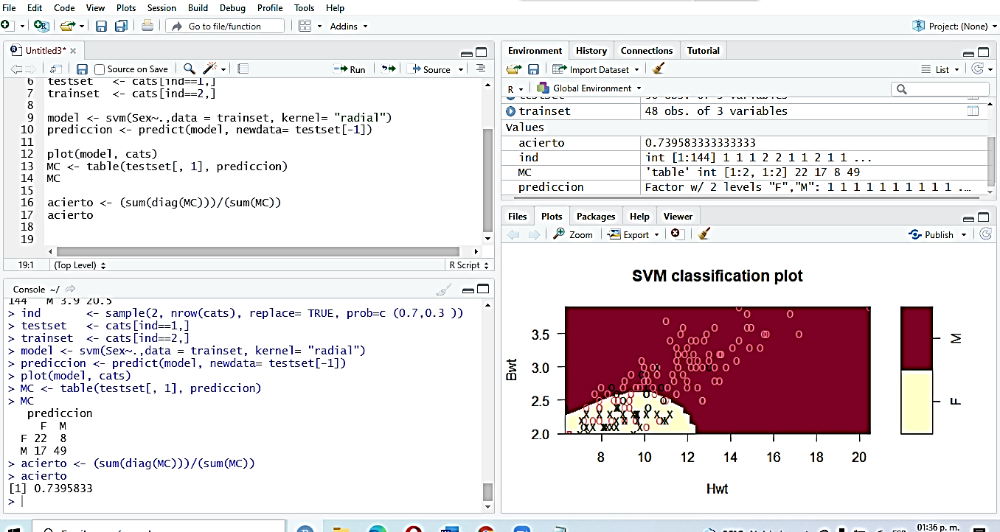 File Edit Code View Plots Session Build Debug Profile Tools Help
Go to file/function Addins Project: (None)
Untitled3*
Source on Save Run Source
6 testset <- cats[ind==1,]
7 trainset <- cats[ind==2,]
8
9 model <- svm(Sex~.,data = trainset, kernel= "radial")
10 prediccion <- predict(model, newdata= testset[-1])
11
12 plot(model, cats)
13 MC <- table(testset[, 1], prediccion)
14 MC
15
16 acierto <- (sum(diag(MC)))/(sum(MC))
17 acierto
18
19
19:1 (Top Level) R Script
Console ~/
144 M 3.9 20.5
> ind <- sample(2, nrow(cats), replace= TRUE, prob=c (0.7,0.3 ))
> testset <- cats[ind==1,]
> trainset <- cats[ind==2,]
> model <- svm(Sex~.,data = trainset, kernel= "radial")
> prediccion <- predict(model, newdata= testset[-1])
> plot(model, cats)
> MC <- table(testset[, 1], prediccion)
> MC
prediccion
F M
F 22 8
M 17 49
> acierto <- (sum(diag(MC)))/(sum(MC))
> acierto
[1] 0.7395833
>
Environment History Connections Tutorial
Import Dataset List
R Global Environment
testset 96 obs. of 3 variables
trainset 48 obs. of 3 variables
Values
acierto 0.739583333333333
ind int [1:144] 1 1 1 2 2 1 1 2 1 1 ...
MC 'table' int [1:2, 1:2] 22 17 8 49
prediccion Factor w/ 2 levels "F","M": 1 1 1 1 1 1 1 1 1 1 ...
Files Plots Packages Help Viewer
Zoom Export Publish
SVM classification plot
3.5
3.0
2.5
2.0
Bwt
8 10 12 14 16 18 20
Hwt
M
F
01:36 p. m.